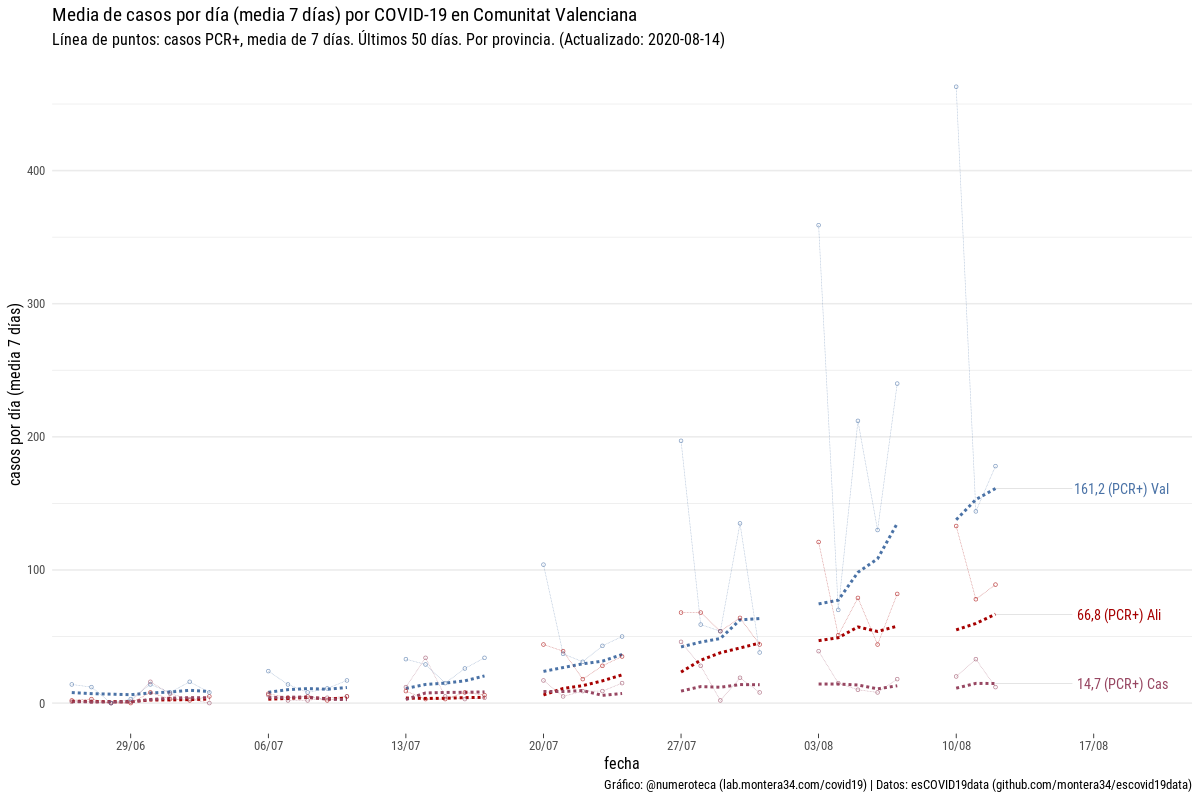 Media de casos por día (media 7 días) por COVID-19 en Comunitat Valenciana
Línea de puntos: casos PCR+, media de 7 días. Últimos 50 días. Por provincia. (Actualizado: 2020-08-14)
casos por día (media 7 días)
400
300
200
100
0
161,2 (PCR+) Val
66,8 (PCR+) Ali
14,7 (PCR+) Cas
29/06
06/07
13/07
20/07
27/07
03/08
10/08
17/08
fecha
Gráfico: @numeroteca (lab.montera34.com/covid19) | Datos: esCOVID19data (github.com/montera34/escovid19data)